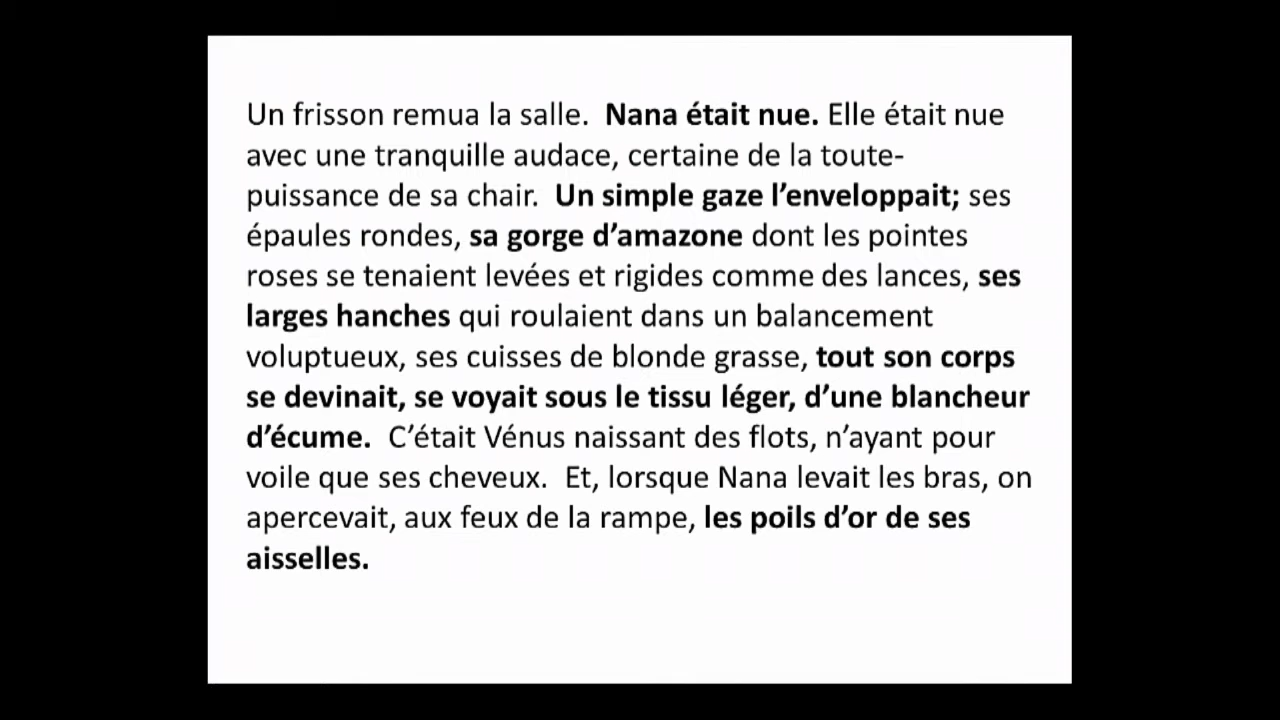 Un frisson remua la salle.  Nana était nue. Elle était nue
avec une tranquille audace, certaine de la toute-
puissance de sa chair.  Un simple gaze l’enveloppait; ses
épaules rondes, sa gorge d’amazone dont les pointes
roses se tenaient levées et rigides comme des lances, ses
larges hanches qui roulaient dans un balancement
voluptueux, ses cuisses de blonde grasse, tout son corps
se devinait, se voyait sous le tissu léger, d’une blancheur
d’écume.  C’était Vénus naissant des flots, n’ayant pour
voile que ses cheveux.  Et, lorsque Nana levait les bras, on
apercevait, aux feux de la rampe, les poils d’or de ses
aisselles.